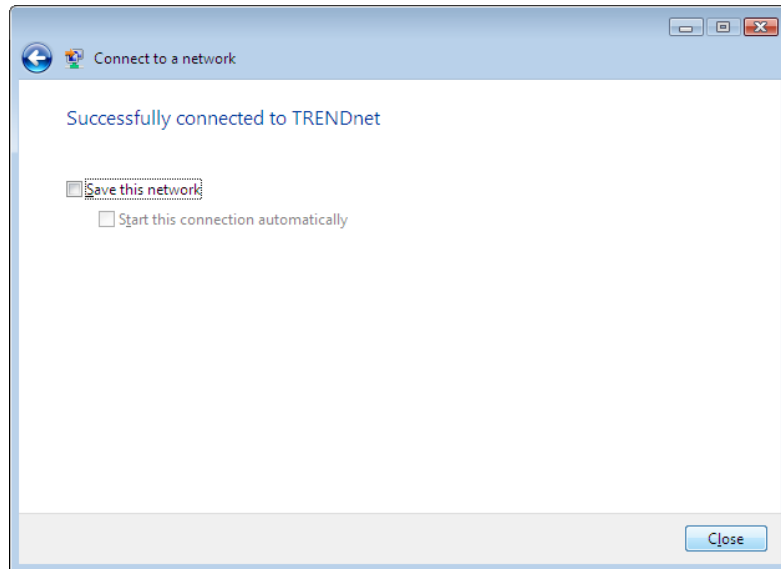 Connect to a network
Successfully connected to TRENDnet
Save this network
Start this connection automatically
Close